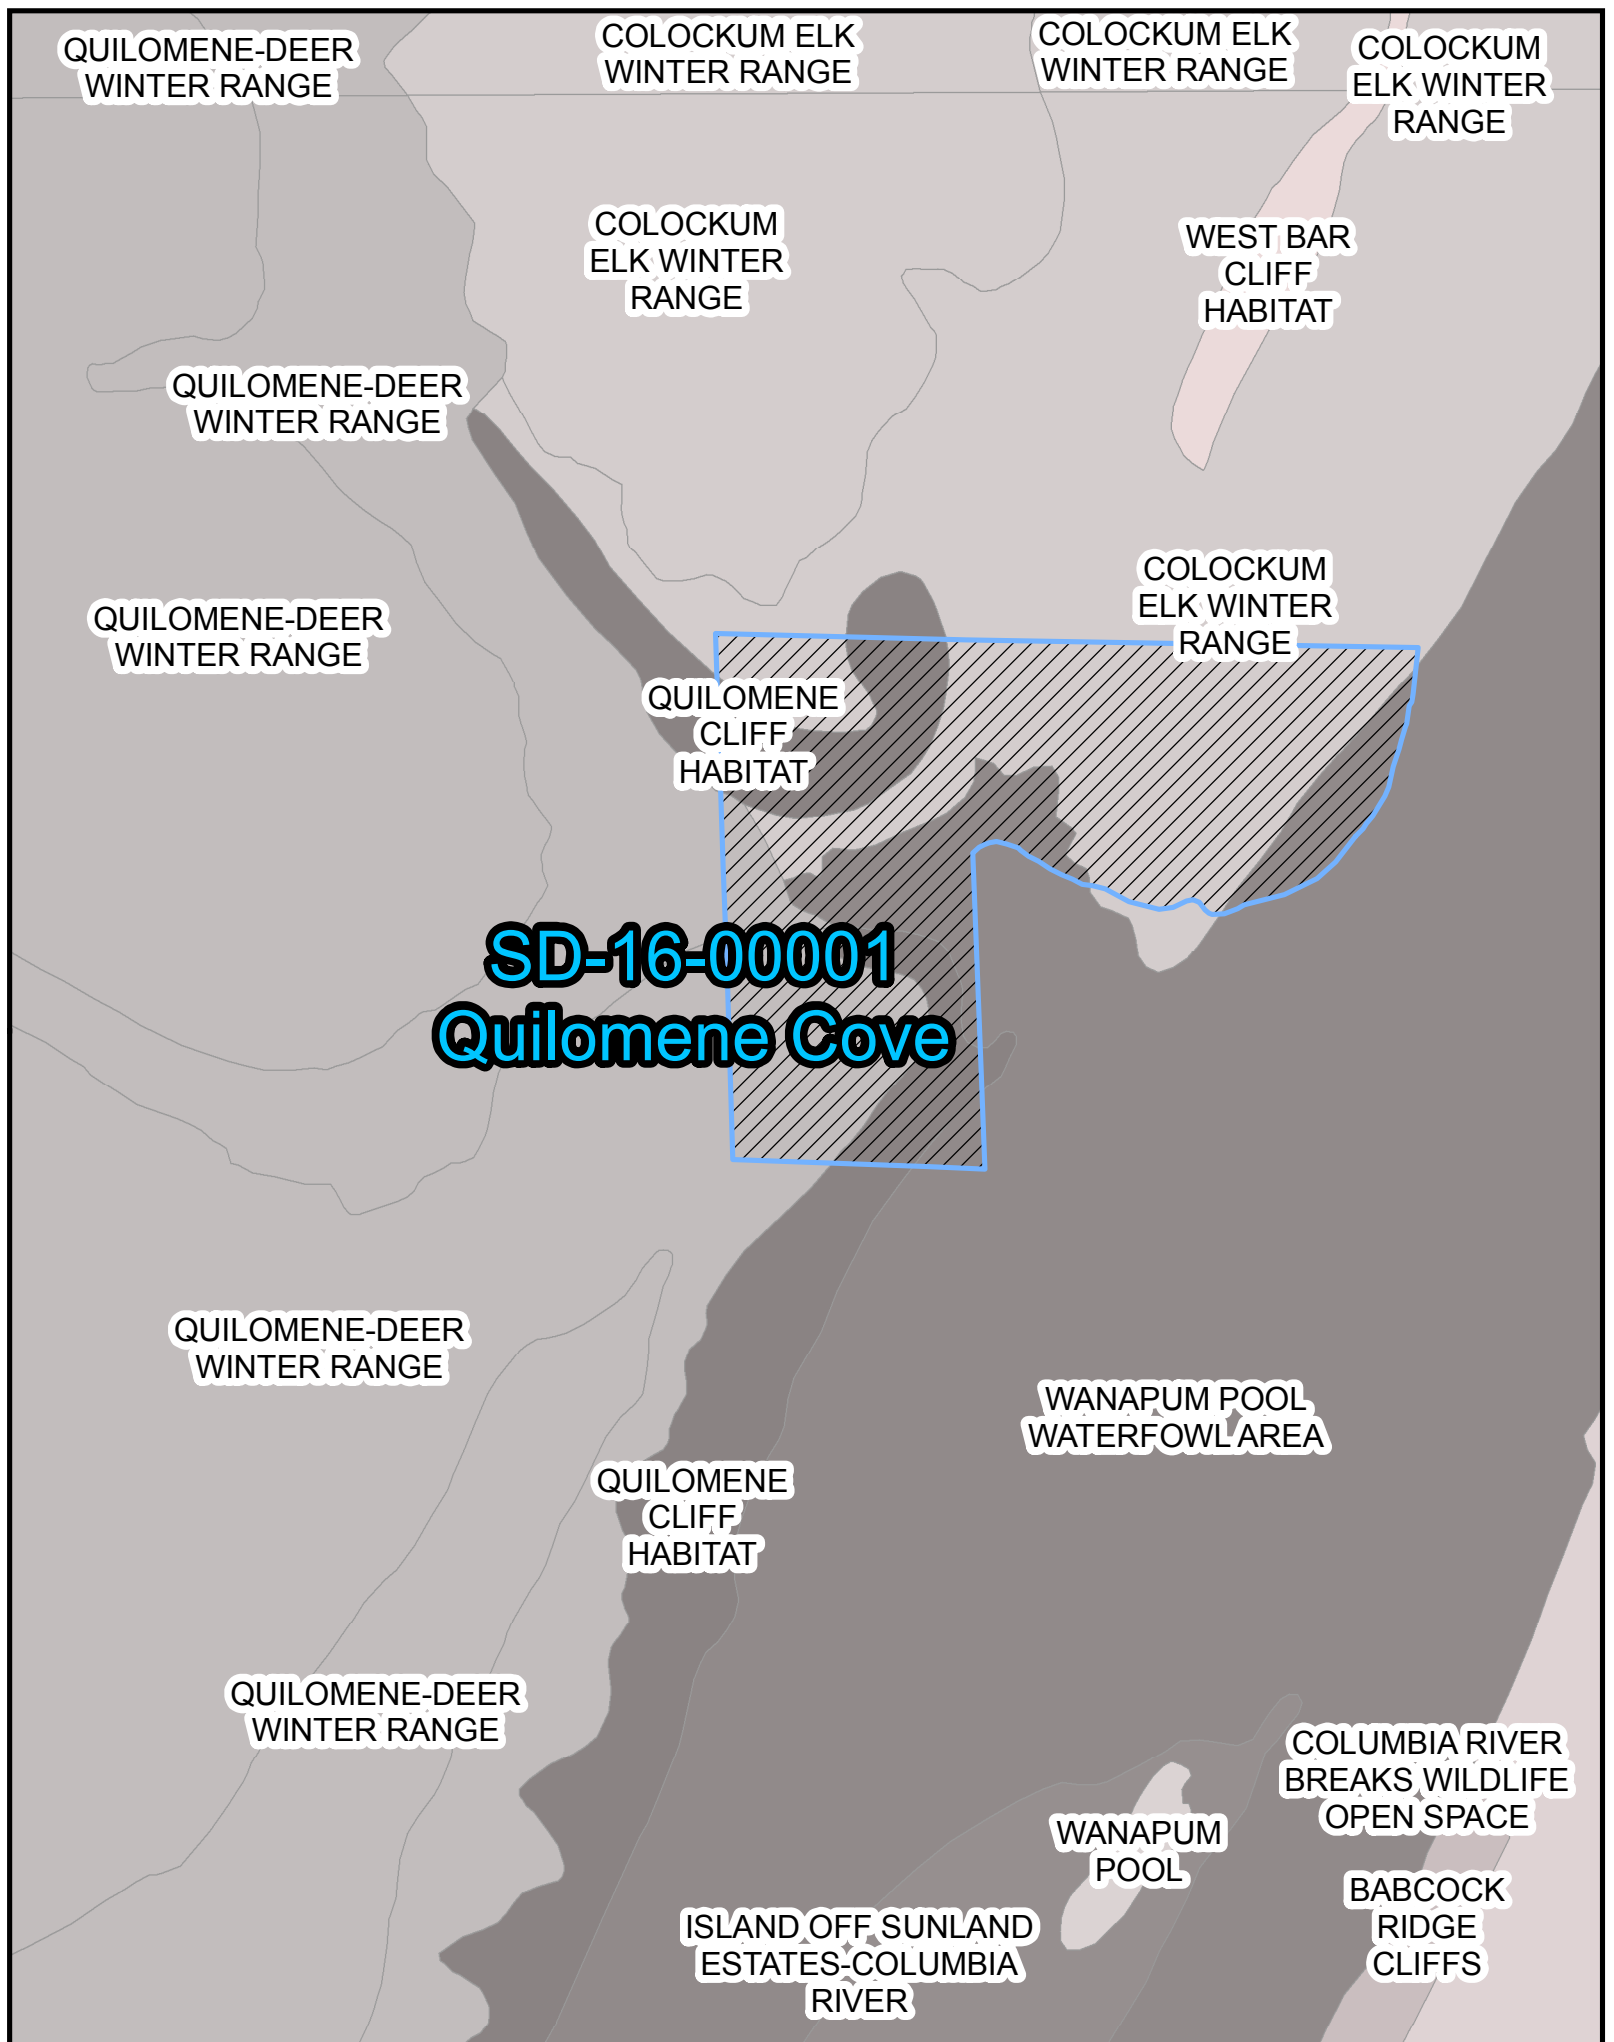 QUILOMENE-DEER
WINTER RANGE
COLOCKUM ELK
WINTER RANGE
COLOCKUM ELK
WINTER RANGE
COLOCKUM
ELK WINTER
RANGE
COLOCKUM
ELK WINTER
RANGE
WEST BAR
CLIFF
HABITAT
QUILOMENE-DEER
WINTER RANGE
COLOCKUM
ELK WINTER
RANGE
QUILOMENE-DEER
WINTER RANGE
QUILOMENE
CLIFF
HABITAT
SD-16-00001
Quilomene Cove
QUILOMENE-DEER
WINTER RANGE
WANAPUM POOL
WATERFOWL AREA
QUILOMENE
CLIFF
HABITAT
QUILOMENE-DEER
WINTER RANGE
COLUMBIA RIVER
BREAKS WILDLIFE
OPEN SPACE
WANAPUM
POOL
BABCOCK
RIDGE
CLIFFS
ISLAND OFF SUNLAND
ESTATES-COLUMBIA
RIVER